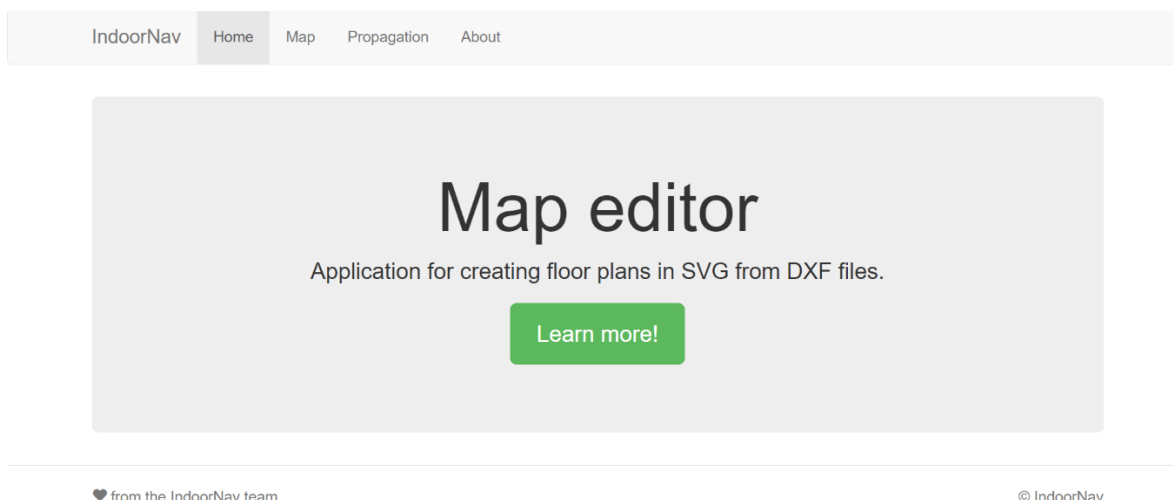 IndoorNav Home Map Propagation About
Map editor
Application for creating floor plans in SVG from DXF files.
Learn more!
from the IndoorNav team
© IndoorNav